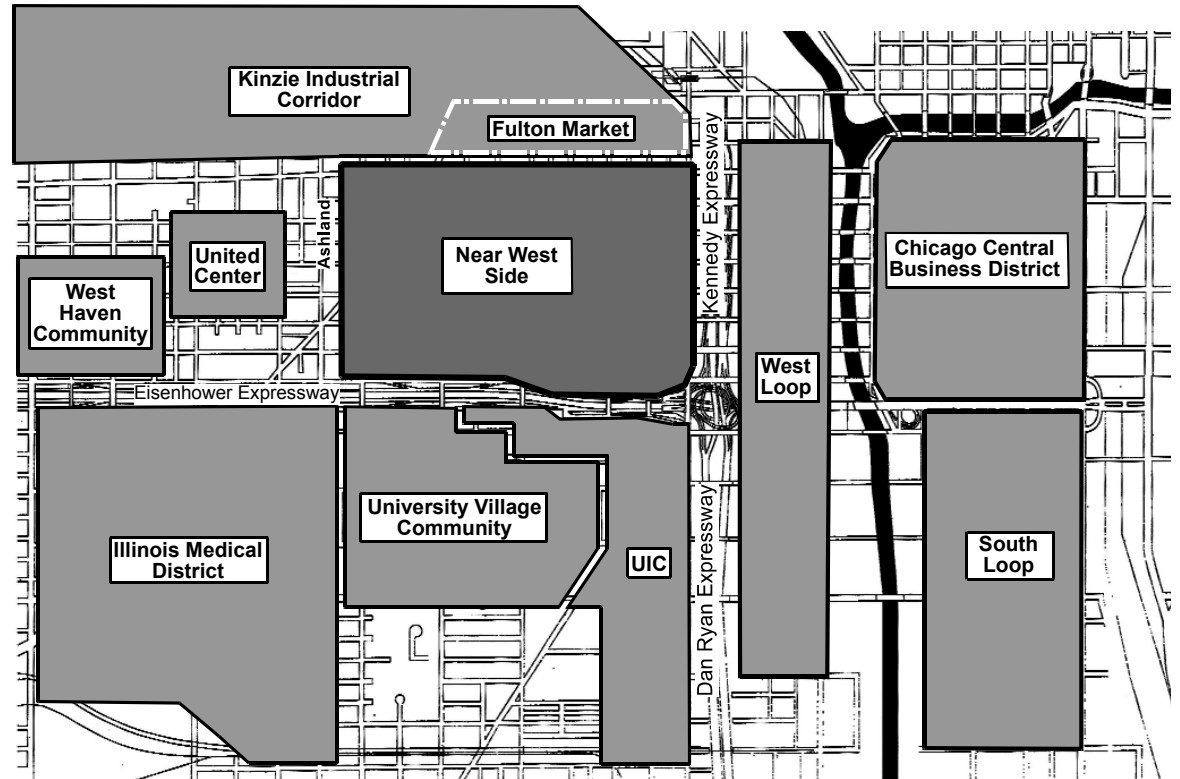 Kinzie Industrial
Corridor
Fulton Market
Kennedy Expressway
Ashland
United
Center
Near West
Side
Chicago Central
Business District
West
Haven
Community
West
Loop
Eisenhower Expressway
University Village
Community
Illinois Medical
District
UIC
Dan Ryan Expressway
South
Loop